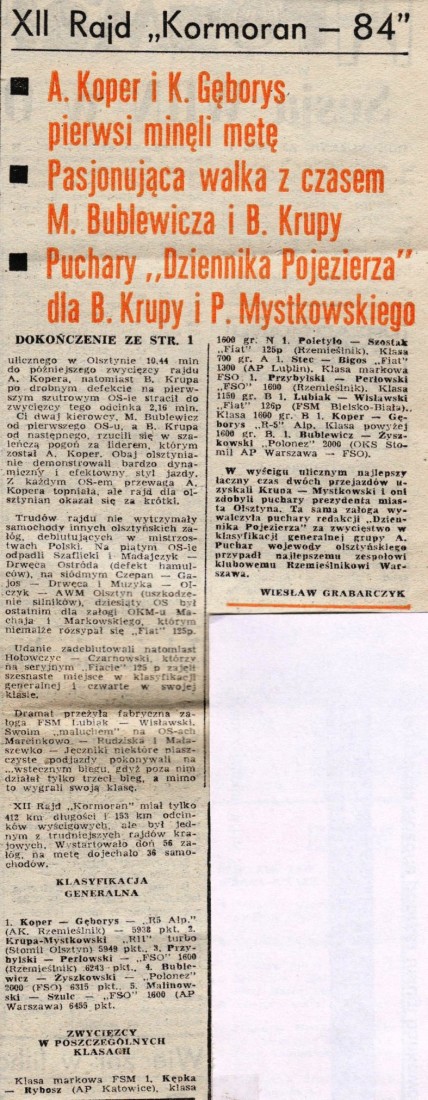 XII Rajd „Kormoran — 84”
■ A. Koper i K. Gęborys
pierwsi minęli metę
■ Pasjonująca walka z czasem
M. Bublewicza i B. Krupy
■ Puchary „Dziennika Pojezierza”
dla B. Krupy i P. Mystkowskiego
DOKOŃCZENIE ZE STR. 1
ulicznego w Olsztynie 10,44 min
do późniejszego zwycięzcy rajdu
A. Kopera, natomiast B. Krupa
po drobnym defekcie na pierw-
szym szutrowym OS-ie stracił do
zwycięzcy tego odcinka 2,16 min.
Ci dwaj kierowcy, M. Bublewicz
od pierwszego OS-u, a B. Krupa
od następnego, rzucili się w sza-
leńczą pogoń za liderem, którym
został A. Koper. Obaj olsztynia-
nie demonstrowali bardzo dyna-
miczny i efektowny styl jazdy.
Z każdym OS-em, przewaga A.
Kopera topniała, ale rajd dla ol-
sztynian okazał się za krótki.
Trudów rajdu nie wytrzymały
samochody innych olsztyńskich za-
łóg, debiutujących w mistrzos-
twach Polski. Na piątym OS-ie
odpadli Szaflicki i Madajczyk —
Drwęca Ostróda (defekt hamul-
ców), na siódmym Czepan — Ga-
jos — Drwęca i Muzyka — Ol-
czyk — AWM Olsztyn (uszkodze-
nie silników), dziesiąty OS był
ostatnim dla załogi OKM-u Ma-
chaja i Markowskiego, którym
niemalże rozsypał się „Fiat” 125p.
Udanie zadebiutowali natomiast
Hołowczyc — Czarnowski, którzy
na seryjnym „Fiacie” 125 p zajęli
szesnaste miejsce w klasyfikacji
generalnej i czwarte w swojej
klasie.
Dramat przeżyła fabryczna za-
łoga FSM Lubiak — Wisławski.
Swoim „maluchem” na OS-ach
Marcinkowo — Rudziska i Mała-
szewko — Jęczniki niektóre piasz-
czyste podjazdy pokonywali na
„wstecznym biegu, gdyż poza nim
działał tylko trzeci bieg, a mimo
to wygrali swoją klasę.
XII Rajd „Kormoran” miał tylko
412 km długości i 153 km odcin-
ków wyścigowych, ale był jed-
nym z trudniejszych rajdów kra-
jowych. Wystartowało doń 56 za-
łóg, na metę dojechało 36 samo-
chodów.
KLASYFIKACJA
GENERALNA
1. Koper — Gęborys — „R5 Alp.”
(AK. Rzemieślnik) — 5938 pkt. 2.
Krupa-Mystkowski „R11” turbo
(Stomil Olsztyn) 5949 pkt., 3. Przy-
bylski — Perłowski „FSO” 1600
(Rzemieślnik) 6243 pkt., 4. Buble-
wicz — Żyszkowski „Polonez”
2000 (FSO) 6315 pkt., 5. Malinow-
ski — Szulc — „FSO” 1600 (AP
Warszawa) 6455 pkt.
ZWYCIĘZCY
W POSZCZEGÓLNYCH
KLASACH
Klasa markowa FSM 1. Kępka
— Rybosz (AP Katowice), klasa
1600 gr. N 1. Poletyło — Szostak
„Fiat” 125p (Rzemieślnik). Klasa
700 gr. A 1. Stec — Bigos „Fiat”
1300 (AP Lublin). Klasa markowa
FSO 1. Przybylski — Perłowski
„FSO” 1600 (Rzemieślnik). Klasa
1150 gr. B 1. Lubiak — Wisławski
„Fiat” 126p (FSM Bielsko-Biała).
Klasa 1600 gr. B 1. Koper — Gę-
borys „R-5” Alp. Klasa powyżej
1600 gr. B 1. Bublewicz — Żysz-
kowski „Polonez” 2000 (OKS Sto-
mil AP Warszawa — FSO).
W wyścigu ulicznym najlepszy
łączny czas dwóch przejazdów u-
zyskali Krupa — Mystkowski i oni
zdobyli puchary prezydenta mias-
ta Olsztyna. Ta sama załoga wy-
walczyła puchary redakcji „Dzien-
nika Pojezierza” za zwycięstwo w
klasyfikacji generalnej grupy A.
Puchar wojewody olsztyńskiego
przypadł najlepszemu zespołowi
klubowemu Rzemieślnikowi War-
szawa.
WIESŁAW GRABARCZYK